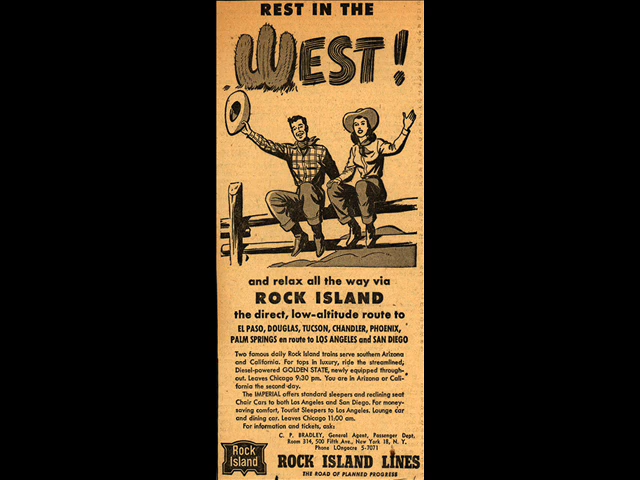 REST IN THE
WEST!
and relax all the way via
ROCK ISLAND
the direct, low-altitude route to
EL PASO, DOUGLAS, TUCSON, CHANDLER, PHOENIX,
PALM SPRINGS en route to LOS ANGELES and SAN DIEGO
Two famous daily Rock Island trains serve southern Arizona
and California. For tops in luxury, ride the streamlined,
Diesel-powered GOLDEN STATE, newly equipped through-
out. Leaves Chicago 9:30 pm. You are in Arizona or Cali-
fornia the second day.
The IMPERIAL offers standard sleepers and reclining seat
Chair Cars to both Los Angeles and San Diego. For money-
saving comfort, Tourist Sleepers to Los Angeles. Lounge car
and dining car. Leaves Chicago 11:00 am.
For information and tickets, ask:
C. P. BRADLEY, General Agent, Passenger Dept.
Room 314, 500 Fifth Ave., New York 18, N. Y.
Phone LOngacre 5-7071
Rock
Island
ROCK ISLAND LINES
THE ROAD OF PLANNED PROGRESS